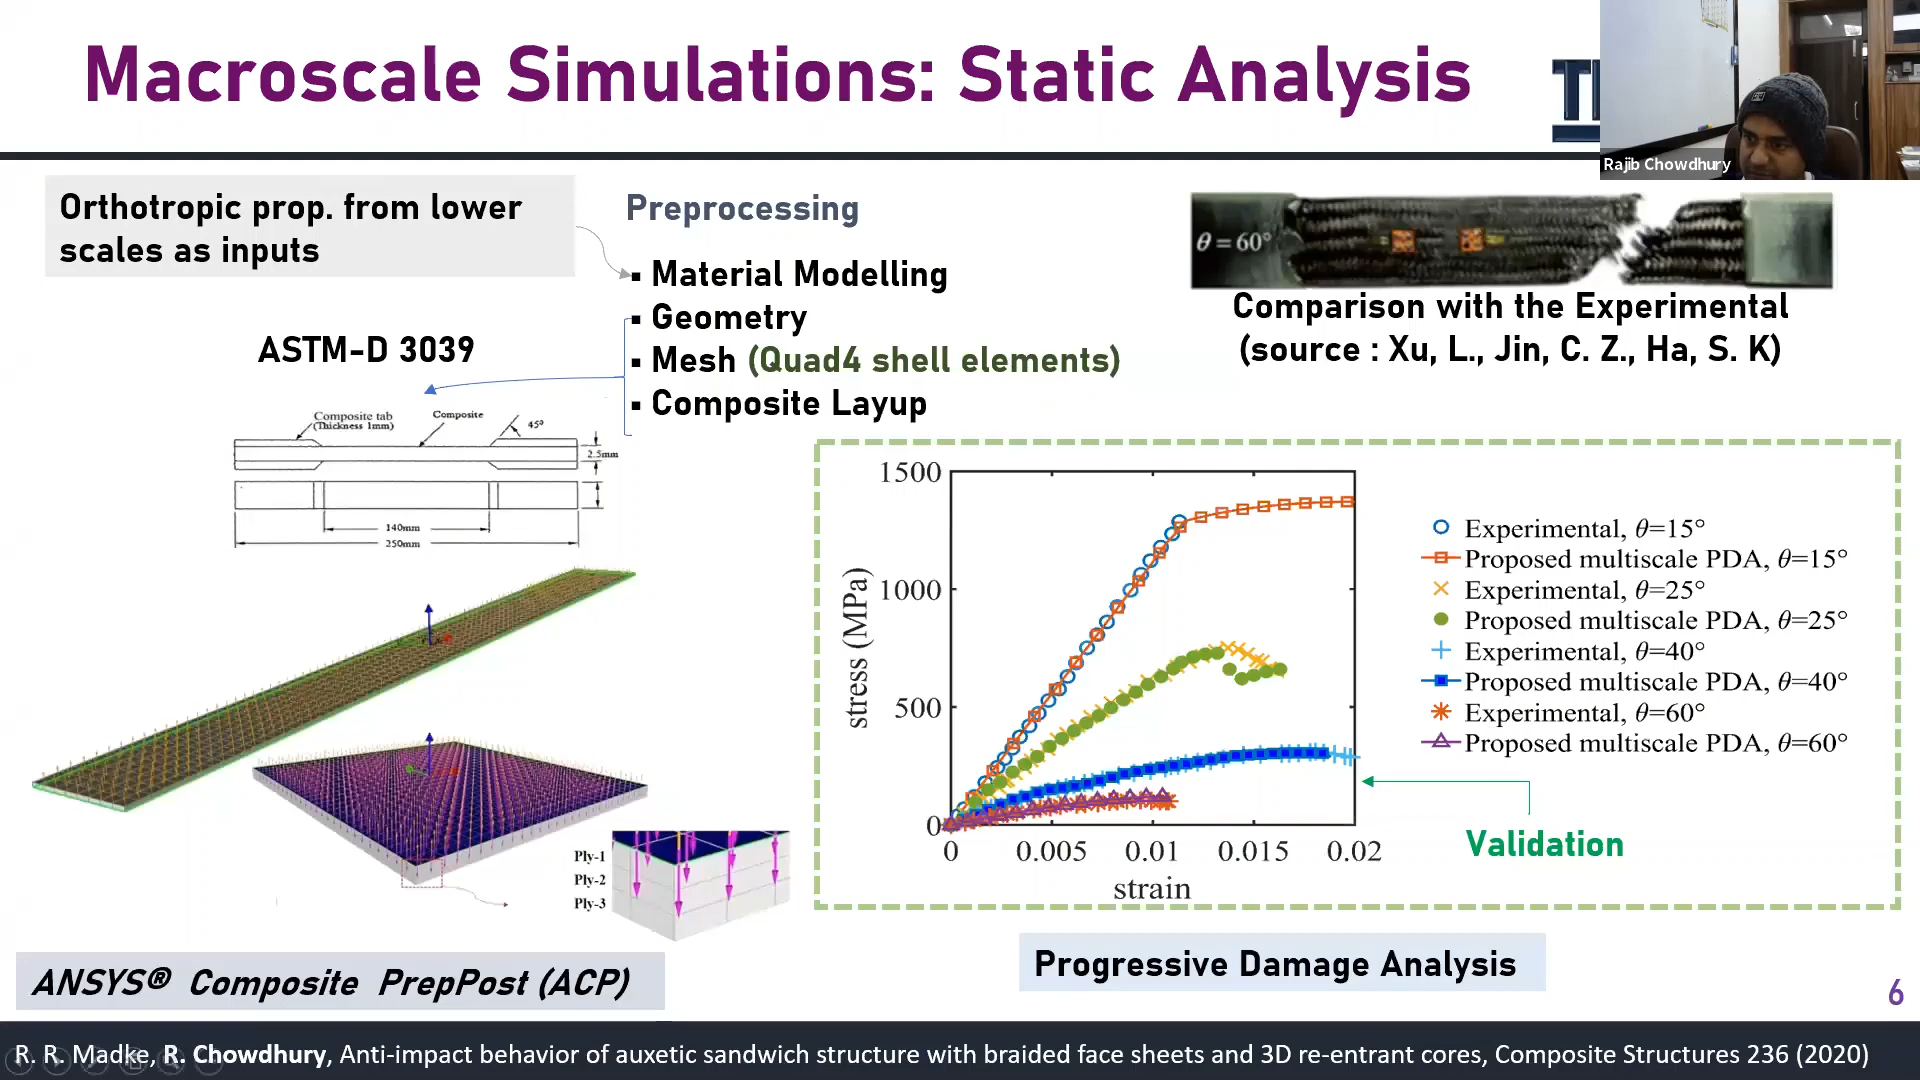 Macroscale Simulations: Static Analysis
Rajib Chowdhury
Orthotropic prop. from lower
scales as inputs
Preprocessing
▪ Material Modelling
▪ Geometry
▪ Mesh (Quad4 shell elements)
▪ Composite Layup
ASTM-D 3039
Composite tab
(Thickness 1mm)
Composite
45°
2.5mm
140mm
250mm
θ = 60°
Comparison with the Experimental
(source : Xu, L., Jin, C. Z., Ha, S. K)
1500
1000
500
0
0 0.005 0.01 0.015 0.02
stress (MPa)
strain
Experimental, θ=15°
Proposed multiscale PDA, θ=15°
Experimental, θ=25°
Proposed multiscale PDA, θ=25°
Experimental, θ=40°
Proposed multiscale PDA, θ=40°
Experimental, θ=60°
Proposed multiscale PDA, θ=60°
Validation
Ply-1
Ply-2
Ply-3
ANSYS® Composite PrepPost (ACP)
Progressive Damage Analysis
6
R. R. Madke, R. Chowdhury, Anti-impact behavior of auxetic sandwich structure with braided face sheets and 3D re-entrant cores, Composite Structures 236 (2020)